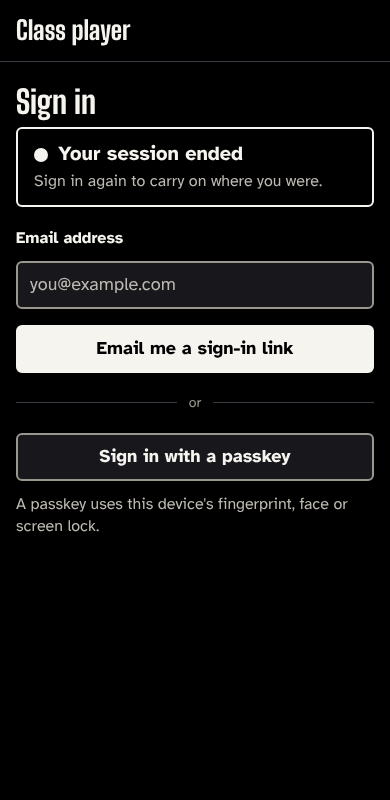 Class player
Sign in
Your session ended
Sign in again to carry on where you were.
Email address
you@example.com
Email me a sign-in link
or
Sign in with a passkey
A passkey uses this device's fingerprint, face or
screen lock.